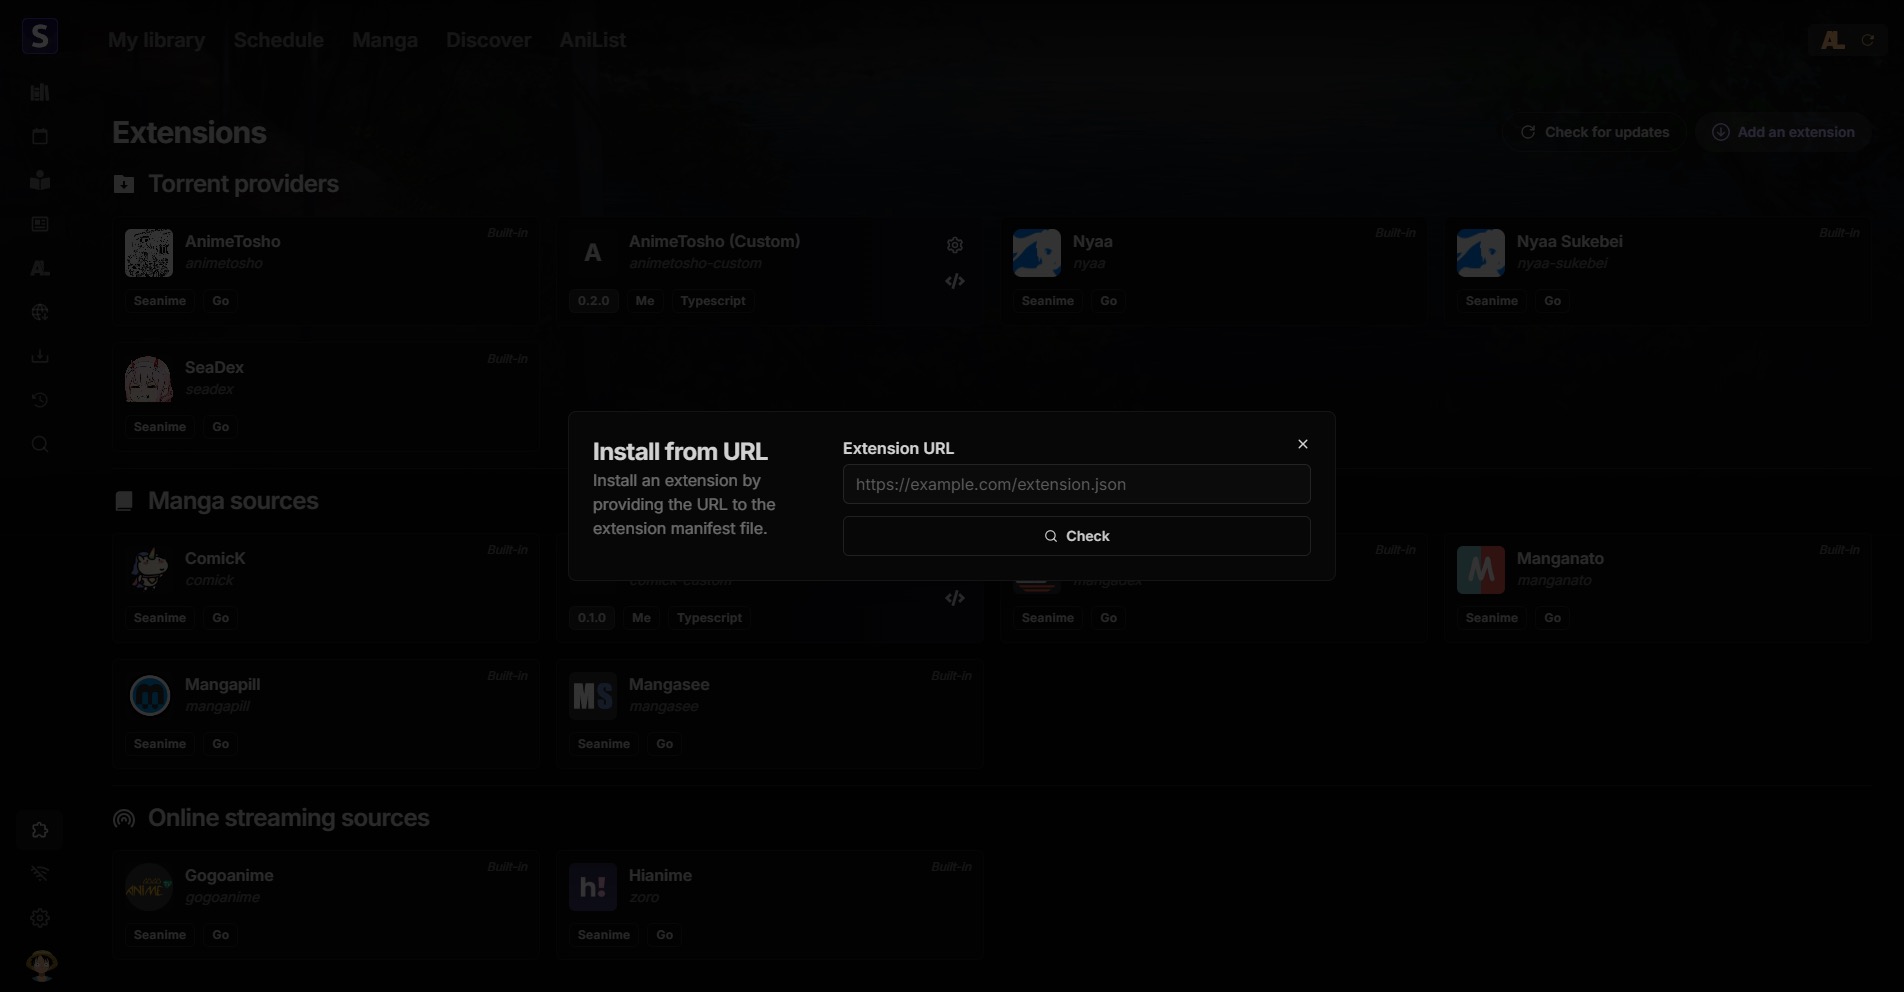 S
My library
Schedule
Manga
Discover
AniList
AL
Extensions
Check for updates
Add an extension
Torrent providers
AnimeTosho
animetosho
Built-in
Seanime
Go
A
AnimeTosho (Custom)
animetosho-custom
0.2.0
Me
Typescript
Nyaa
nyaa
Built-in
Seanime
Go
Nyaa Sukebei
nyaa-sukebei
Built-in
Seanime
Go
SeaDex
seadex
Built-in
Seanime
Go
Install from URL
Install an extension by
providing the URL to the
extension manifest file.
Extension URL
https://example.com/extension.json
Check
Manga sources
ComicK
comick
Built-in
Seanime
Go
comick-custom
0.1.0
Me
Typescript
mangadex
Built-in
Seanime
Go
Manganato
manganato
Built-in
Seanime
Go
Mangapill
mangapill
Built-in
Seanime
Go
MS
Mangasee
mangasee
Built-in
Seanime
Go
Online streaming sources
Gogoanime
gogoanime
Built-in
Seanime
Go
h!
Hianime
zoro
Built-in
Seanime
Go